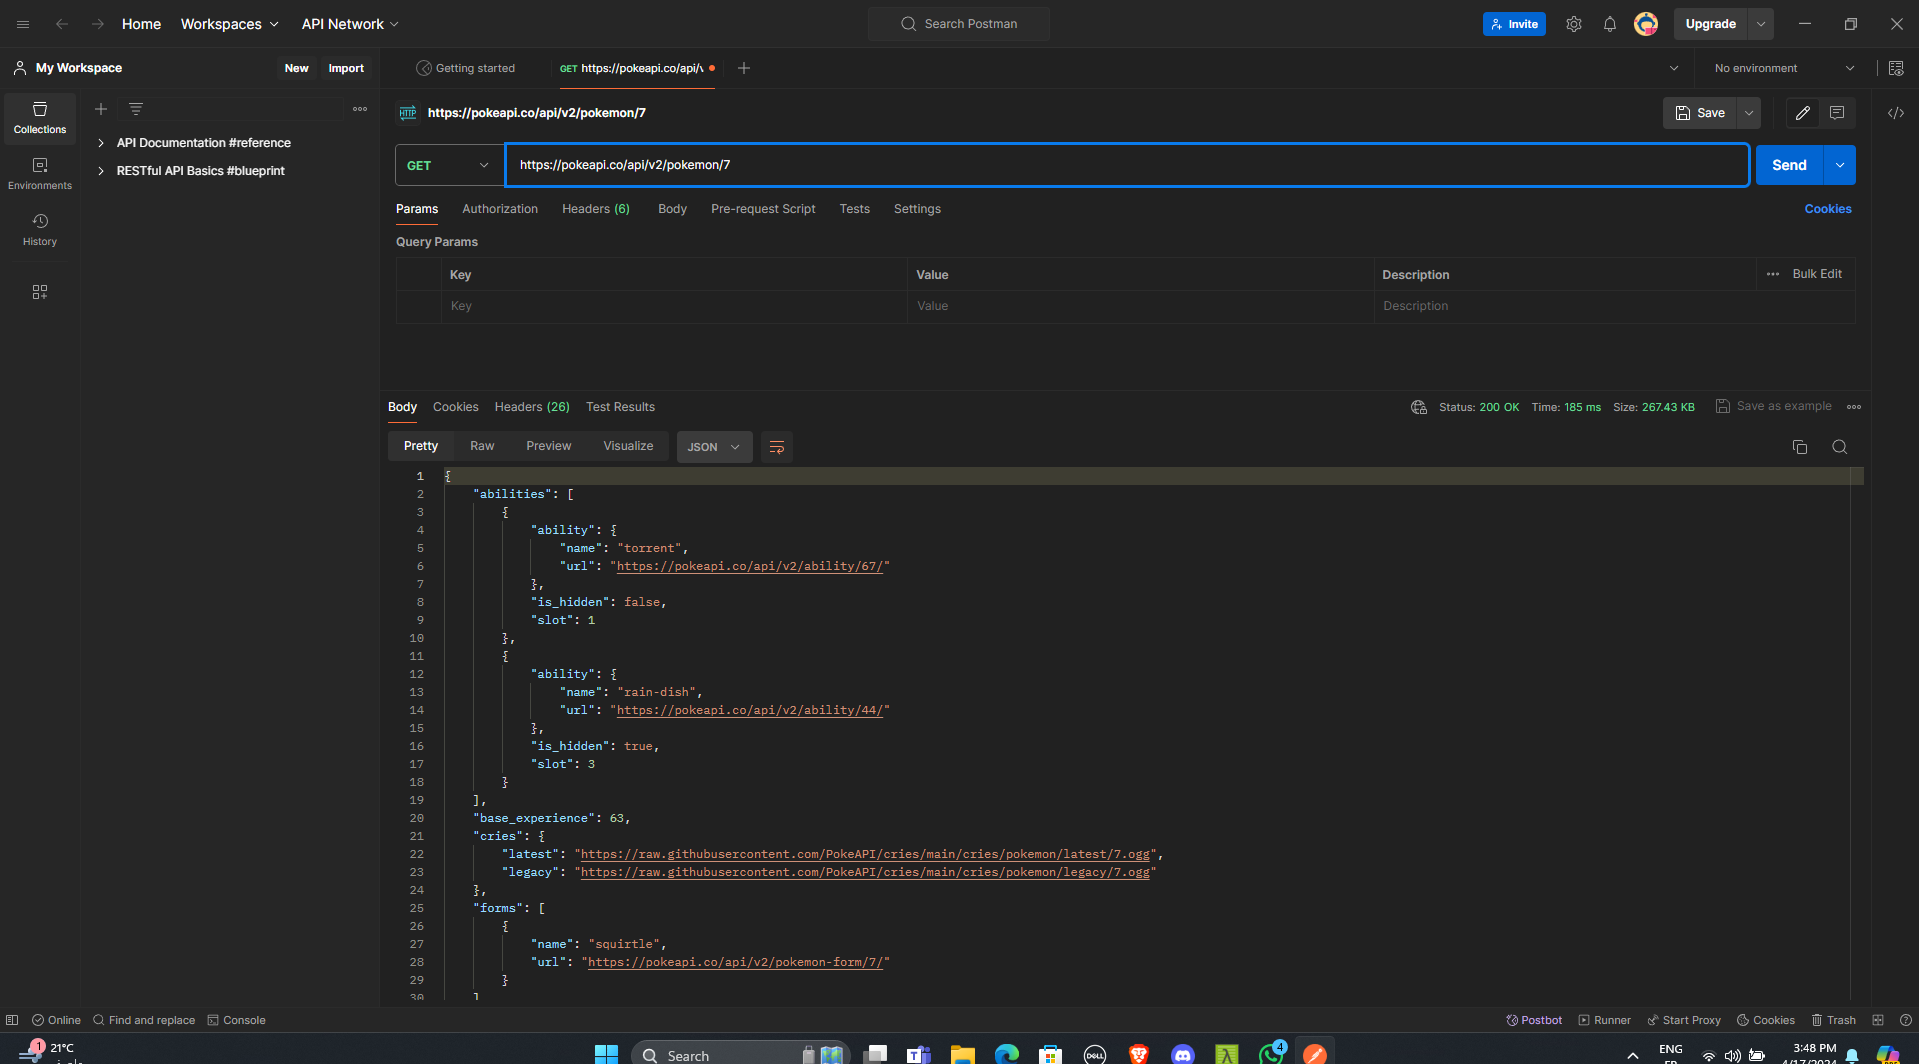 Home Workspaces API Network Search Postman Invite Upgrade
My Workspace New Import Getting started GET https://pokeapi.co/api/v No environment
Collections
Environments
History
API Documentation #reference
RESTful API Basics #blueprint
HTTP https://pokeapi.co/api/v2/pokemon/7 Save
GET https://pokeapi.co/api/v2/pokemon/7 Send
Params Authorization Headers (6) Body Pre-request Script Tests Settings Cookies
Query Params
Key Value Description Bulk Edit
Key Value Description
Body Cookies Headers (26) Test Results Status: 200 OK Time: 185 ms Size: 267.43 KB Save as example
Pretty Raw Preview Visualize JSON
1 {
2 "abilities": [
3 {
4 "ability": {
5 "name": "torrent",
6 "url": "https://pokeapi.co/api/v2/ability/67/"
7 },
8 "is_hidden": false,
9 "slot": 1
10 },
11 {
12 "ability": {
13 "name": "rain-dish",
14 "url": "https://pokeapi.co/api/v2/ability/44/"
15 },
16 "is_hidden": true,
17 "slot": 3
18 }
19 ],
20 "base_experience": 63,
21 "cries": {
22 "latest": "https://raw.githubusercontent.com/PokeAPI/cries/main/cries/pokemon/latest/7.ogg",
23 "legacy": "https://raw.githubusercontent.com/PokeAPI/cries/main/cries/pokemon/legacy/7.ogg"
24 },
25 "forms": [
26 {
27 "name": "squirtle",
28 "url": "https://pokeapi.co/api/v2/pokemon-form/7/"
29 }
30 ]
Online Find and replace Console Postbot Runner Start Proxy Cookies Trash
1 21°C Search DELL 4 ENG 3:48 PM
4/17/2024